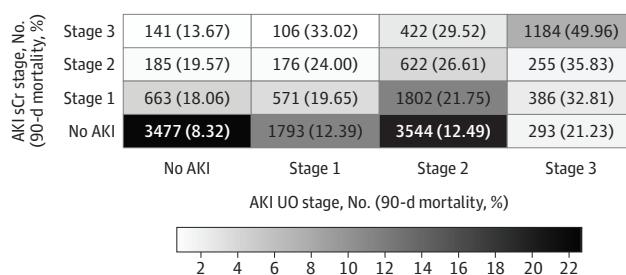 AKI sCr stage, No.
(90-d mortality, %)
Stage 3 141 (13.67) 106 (33.02) 422 (29.52) 1184 (49.96)
Stage 2 185 (19.57) 176 (24.00) 622 (26.61) 255 (35.83)
Stage 1 663 (18.06) 571 (19.65) 1802 (21.75) 386 (32.81)
No AKI 3477 (8.32) 1793 (12.39) 3544 (12.49) 293 (21.23)
No AKI Stage 1 Stage 2 Stage 3
AKI UO stage, No. (90-d mortality, %)
2 4 6 8 10 12 14 16 18 20 22